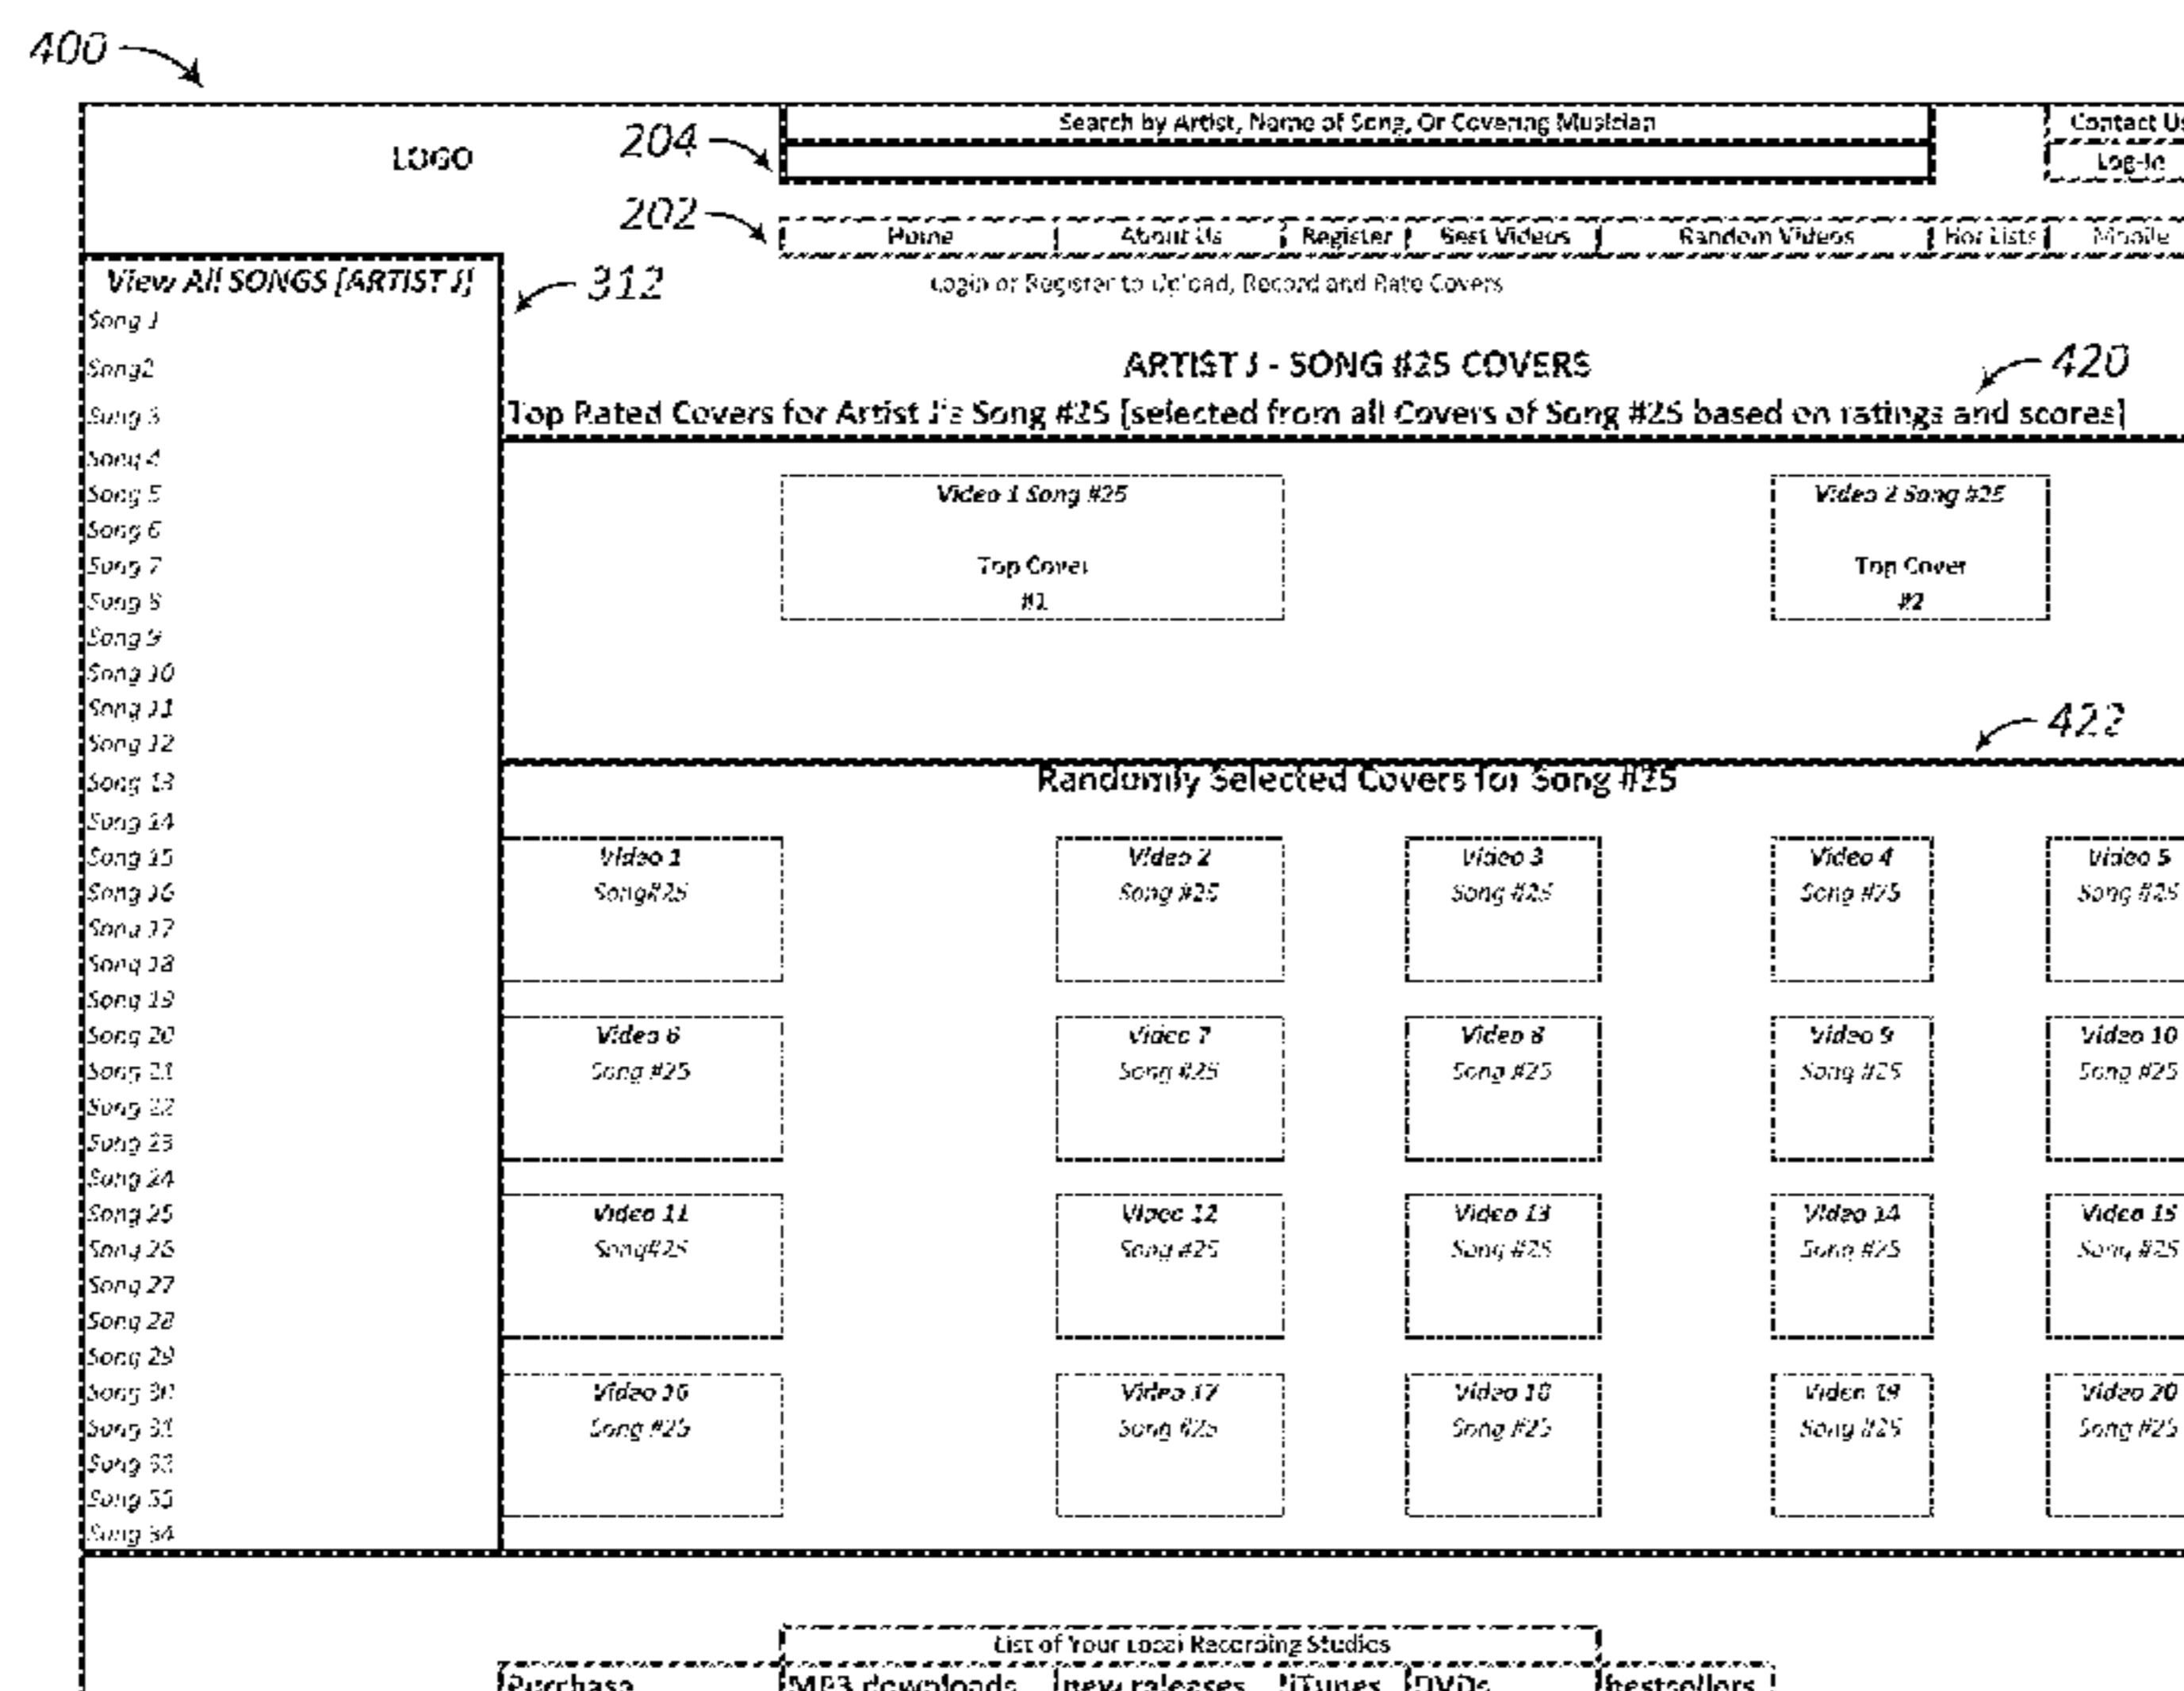 400
Search by Artist, Name of Song, Or Covering Musician
Contact Us
LOGO
204
Log-In
202
Home About Us Register Best Videos Random Videos Hot Lists Mobile
View All SONGS [ARTIST J]
312
Login or Register to Upload, Record and Rate Covers
ARTIST J - SONG #25 COVERS
420
Top Rated Covers for Artist J's Song #25 [selected from all Covers of Song #25 based on ratings and scores]
Song 1
Song2
Song 3
Song 4
Song 5
Song 6
Song 7
Song 8
Song 9
Song 10
Song 11
Song 12
Song 13
Song 14
Song 15
Song 16
Song 17
Song 18
Song 19
Song 20
Song 21
Song 22
Song 23
Song 24
Song 25
Song 26
Song 27
Song 28
Song 29
Song 30
Song 31
Song 32
Song 33
Song 34
Video 1 Song #25
Top Cover
#1
Video 2 Song #25
Top Cover
#2
422
Randomly Selected Covers for Song #25
Video 1 Video 2 Video 3 Video 4 Video 5
Song#25 Song #25 Song #25 Song #25 Song #25
Video 6 Video 7 Video 8 Video 9 Video 10
Song #25 Song #25 Song #25 Song #25 Song #25
Video 11 Video 12 Video 13 Video 14 Video 15
Song#25 Song #25 Song #25 Song #25 Song #25
Video 16 Video 17 Video 18 Video 19 Video 20
Song #25 Song #25 Song #25 Song #25 Song #25
List of Your Local Recording Studios
Purchase MP3 downloads new releases iTunes DVDs bestsellers